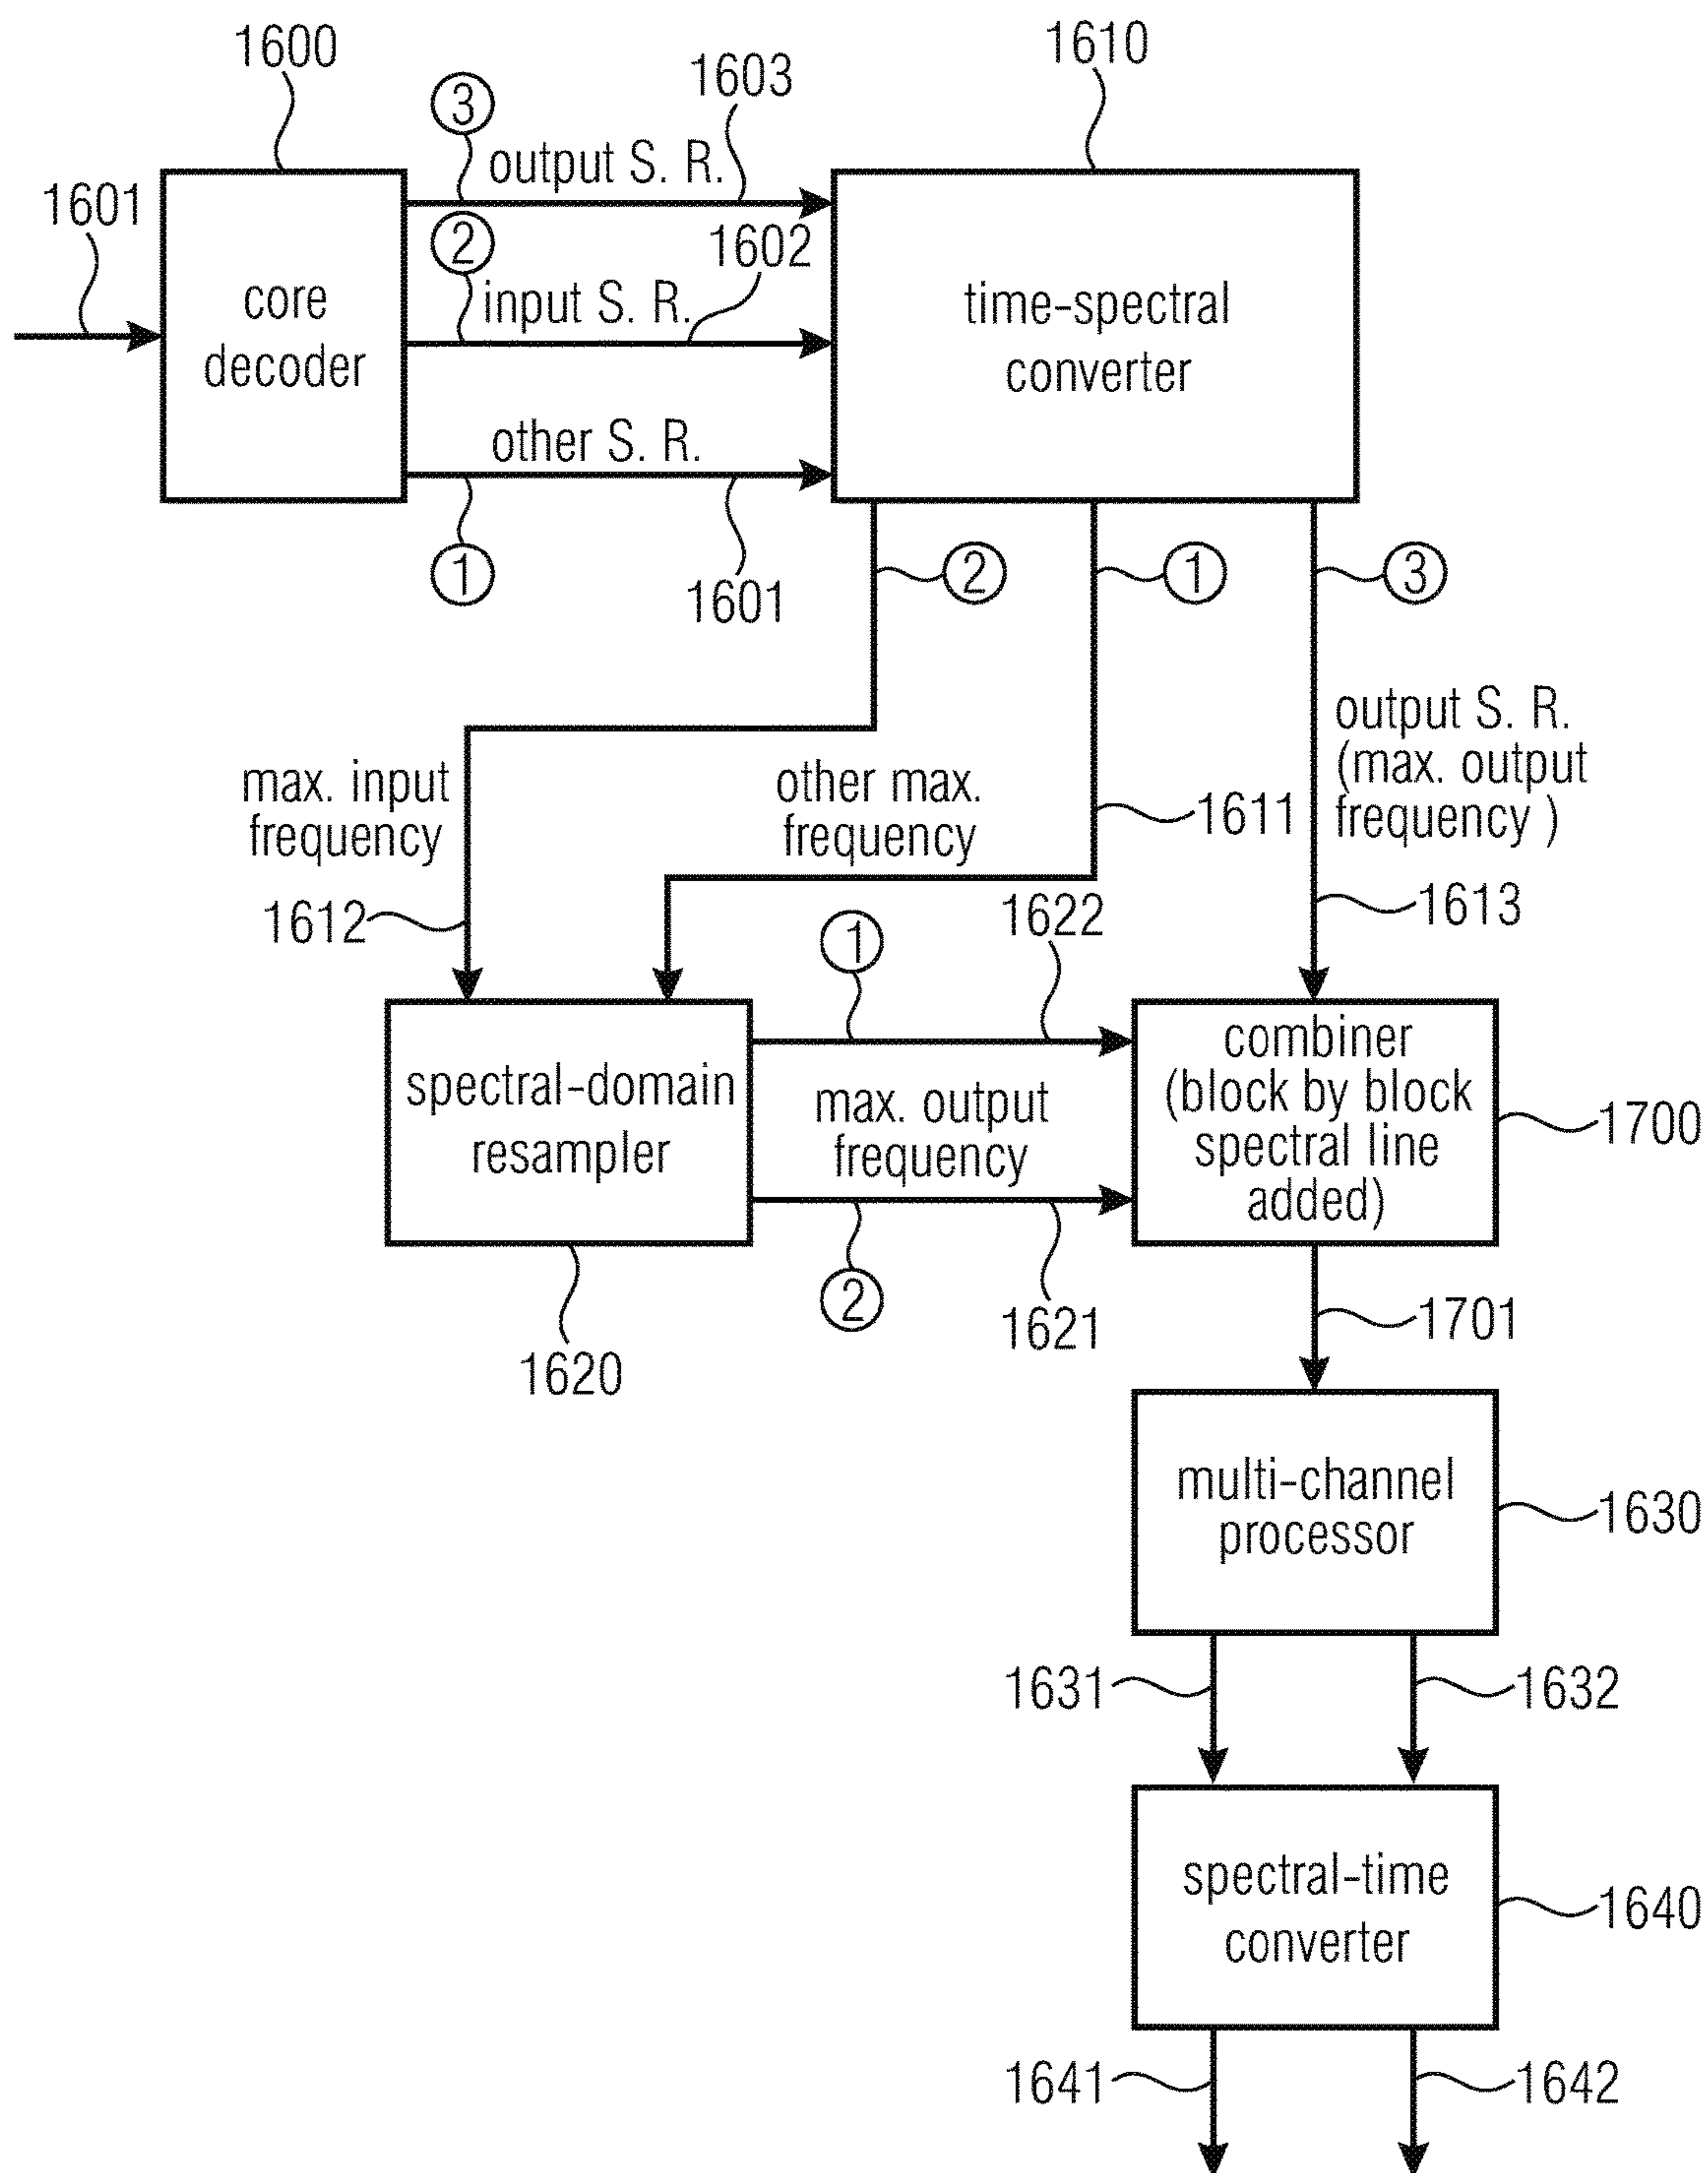 1600
1610
1603
3
output S. R.
1601
2
1602
core
decoder
input S. R.
time-spectral
converter
other S. R.
1
1601
2
1
3
max. input
frequency
other max.
frequency
1611
output S. R.
(max. output
frequency )
1612
1
1622
1613
spectral-domain
resampler
max. output
frequency
combiner
(block by block
spectral line
added)
1700
2
1621
1701
1620
multi-channel
processor
1630
1631
1632
spectral-time
converter
1640
1641
1642